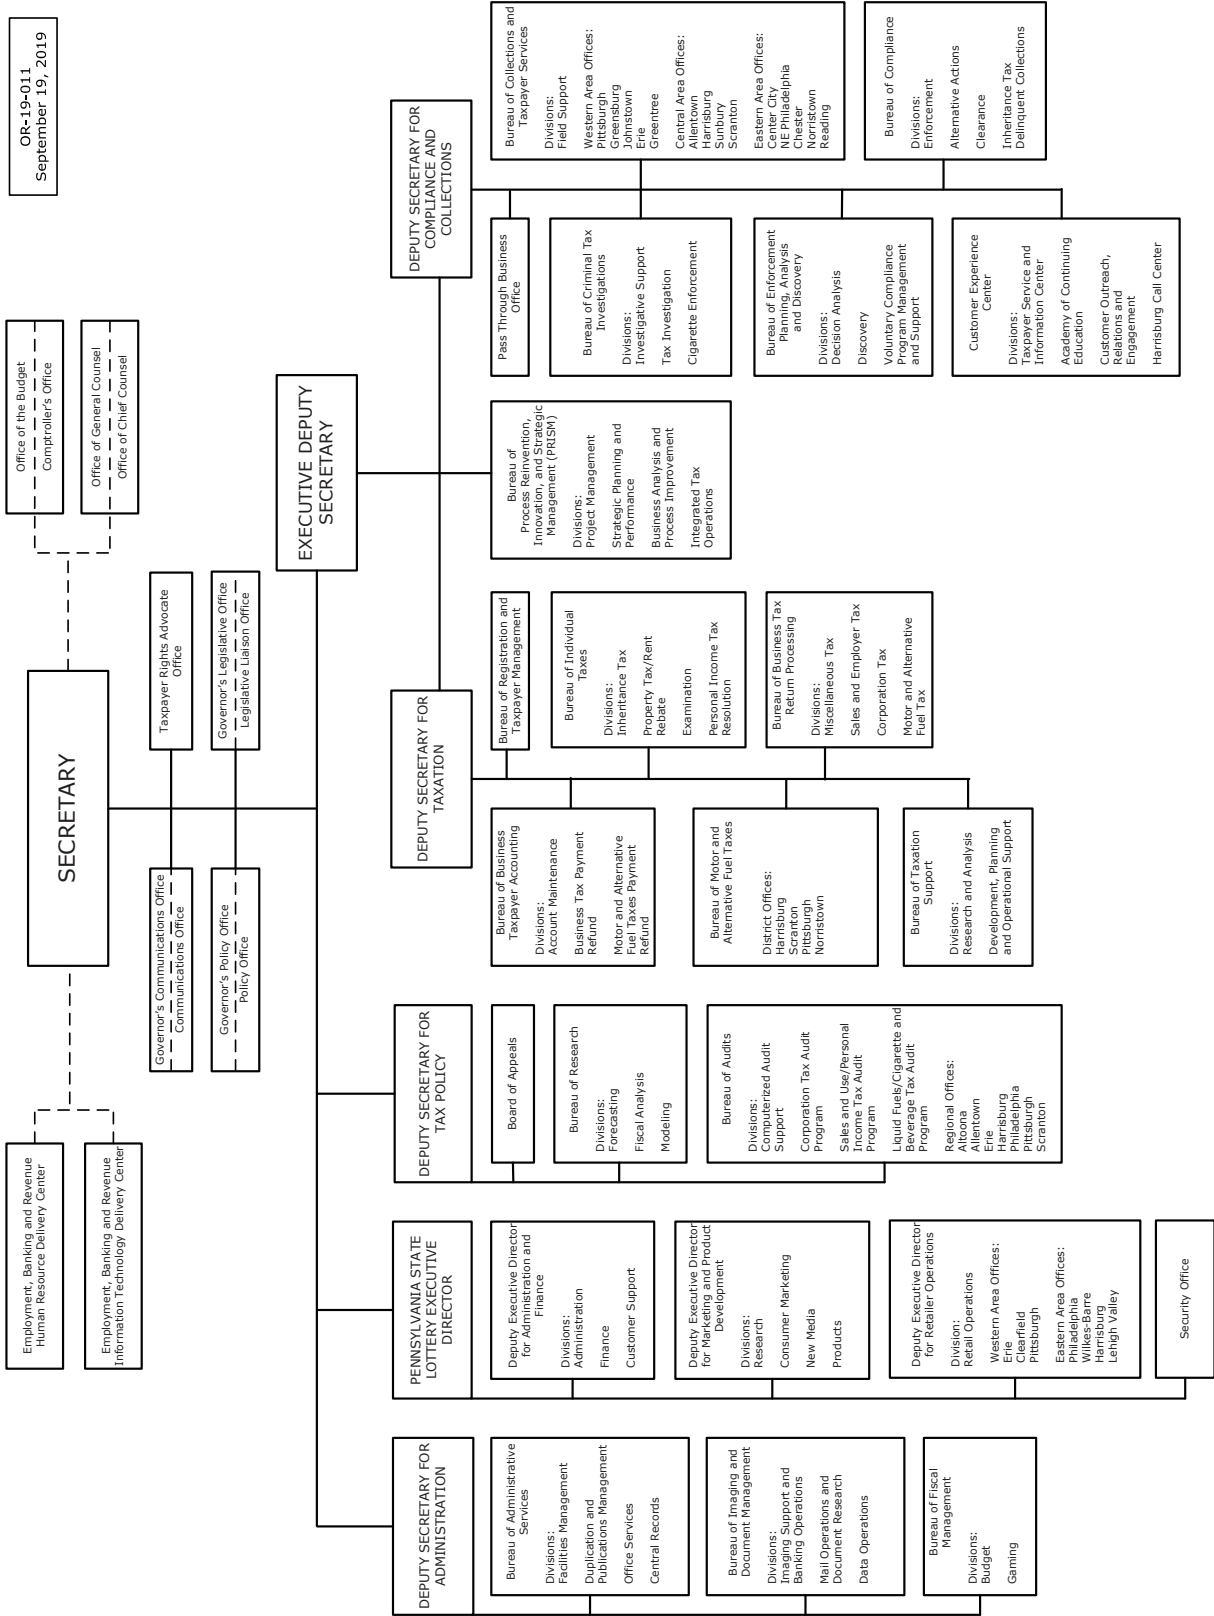 OR-19-011
September 19, 2019
SECRETARY
Employment, Banking and Revenue
Human Resource Delivery Center
Employment, Banking and Revenue
Information Technology Delivery Center
Office of the Budget
Comptroller's Office
Office of General Counsel
Office of Chief Counsel
Governor's Communications Office
Communications Office
Taxpayer Rights Advocate
Office
Governor's Policy Office
Policy Office
Governor's Legislative Office
Legislative Liaison Office
EXECUTIVE DEPUTY
SECRETARY
DEPUTY SECRETARY FOR
ADMINISTRATION
Bureau of Administrative
Services
Divisions:
Facilities Management
Duplication and
Publications Management
Office Services
Central Records
Bureau of Imaging and
Document Management
Divisions:
Imaging Support and
Banking Operations
Mail Operations and
Document Research
Data Operations
Bureau of Fiscal
Management
Divisions:
Budget
Gaming
PENNSYLVANIA STATE
LOTTERY EXECUTIVE
DIRECTOR
Deputy Executive Director
for Administration and
Finance
Divisions:
Administration
Finance
Customer Support
Deputy Executive Director
for Marketing and Product
Development
Divisions:
Research
Consumer Marketing
New Media
Products
Deputy Executive Director
for Retailer Operations
Division:
Retail Operations
Western Area Offices:
Erie
Clearfield
Pittsburgh
Eastern Area Offices:
Philadelphia
Wilkes-Barre
Harrisburg
Lehigh Valley
Security Office
DEPUTY SECRETARY FOR
TAX POLICY
Board of Appeals
Bureau of Research
Divisions:
Forecasting
Fiscal Analysis
Modeling
Bureau of Audits
Divisions:
Computerized Audit
Support
Corporation Tax Audit
Program
Sales and Use/Personal
Income Tax Audit
Program
Liquid Fuels/Cigarette and
Beverage Tax Audit
Program
Regional Offices:
Altoona
Allentown
Erie
Harrisburg
Philadelphia
Pittsburgh
Scranton
DEPUTY SECRETARY FOR
TAXATION
Bureau of Business
Taxpayer Accounting
Divisions:
Account Maintenance
Business Tax Payment
Refund
Motor and Alternative
Fuel Taxes Payment
Refund
Bureau of Motor and
Alternative Fuel Taxes
District Offices:
Harrisburg
Scranton
Pittsburgh
Norristown
Bureau of Taxation
Support
Divisions:
Research and Analysis
Development, Planning
and Operational Support
Bureau of Registration and
Taxpayer Management
Bureau of Individual
Taxes
Divisions:
Inheritance Tax
Property Tax/Rent
Rebate
Examination
Personal Income Tax
Resolution
Bureau of Business Tax
Return Processing
Divisions:
Miscellaneous Tax
Sales and Employer Tax
Corporation Tax
Motor and Alternative
Fuel Tax
Bureau of
Process Reinvention,
Innovation, and Strategic
Management (PRISM)
Divisions:
Project Management
Strategic Planning and
Performance
Business Analysis and
Process Improvement
Integrated Tax
Operations
DEPUTY SECRETARY FOR
COMPLIANCE AND
COLLECTIONS
Pass Through Business
Office
Bureau of Criminal Tax
Investigations
Divisions:
Investigative Support
Tax Investigation
Cigarette Enforcement
Bureau of Enforcement
Planning, Analysis
and Discovery
Divisions:
Decision Analysis
Discovery
Voluntary Compliance
Program Management
and Support
Customer Experience
Center
Divisions:
Taxpayer Service and
Information Center
Academy of Continuing
Education
Customer Outreach,
Relations and
Engagement
Harrisburg Call Center
Bureau of Collections and
Taxpayer Services
Divisions:
Field Support
Western Area Offices:
Pittsburgh
Greensburg
Johnstown
Erie
Greentree
Central Area Offices:
Allentown
Harrisburg
Sunbury
Scranton
Eastern Area Offices:
Center City
NE Philadelphia
Chester
Norristown
Reading
Bureau of Compliance
Divisions:
Enforcement
Alternative Actions
Clearance
Inheritance Tax
Delinquent Collections